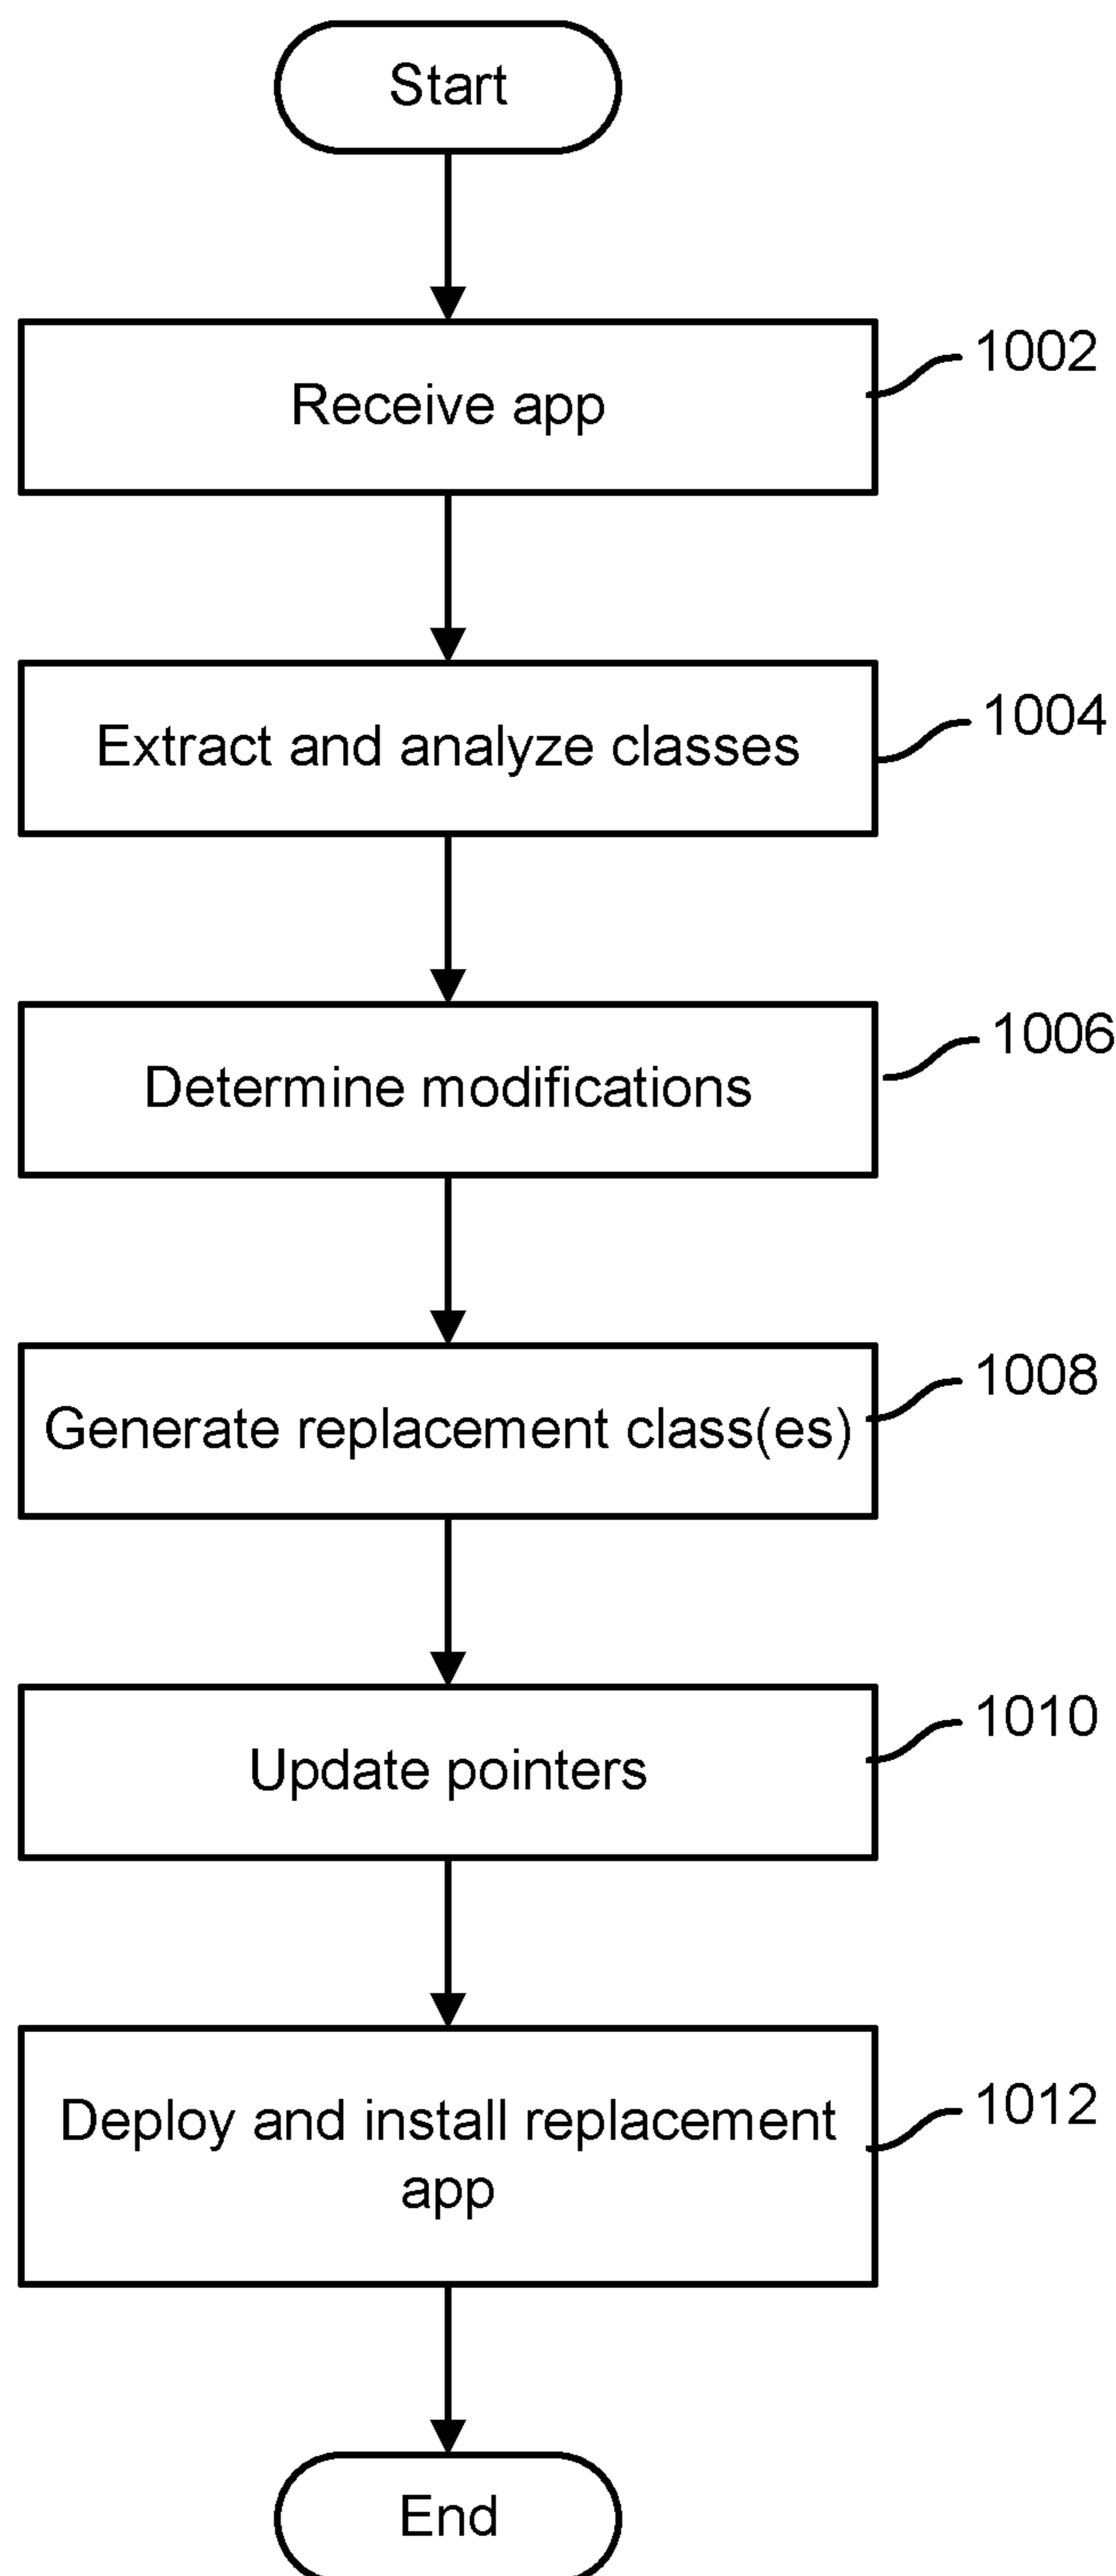 Start
Receive app
1002
Extract and analyze classes
1004
Determine modifications
1006
Generate replacement class(es)
1008
Update pointers
1010
Deploy and install replacement
app
1012
End